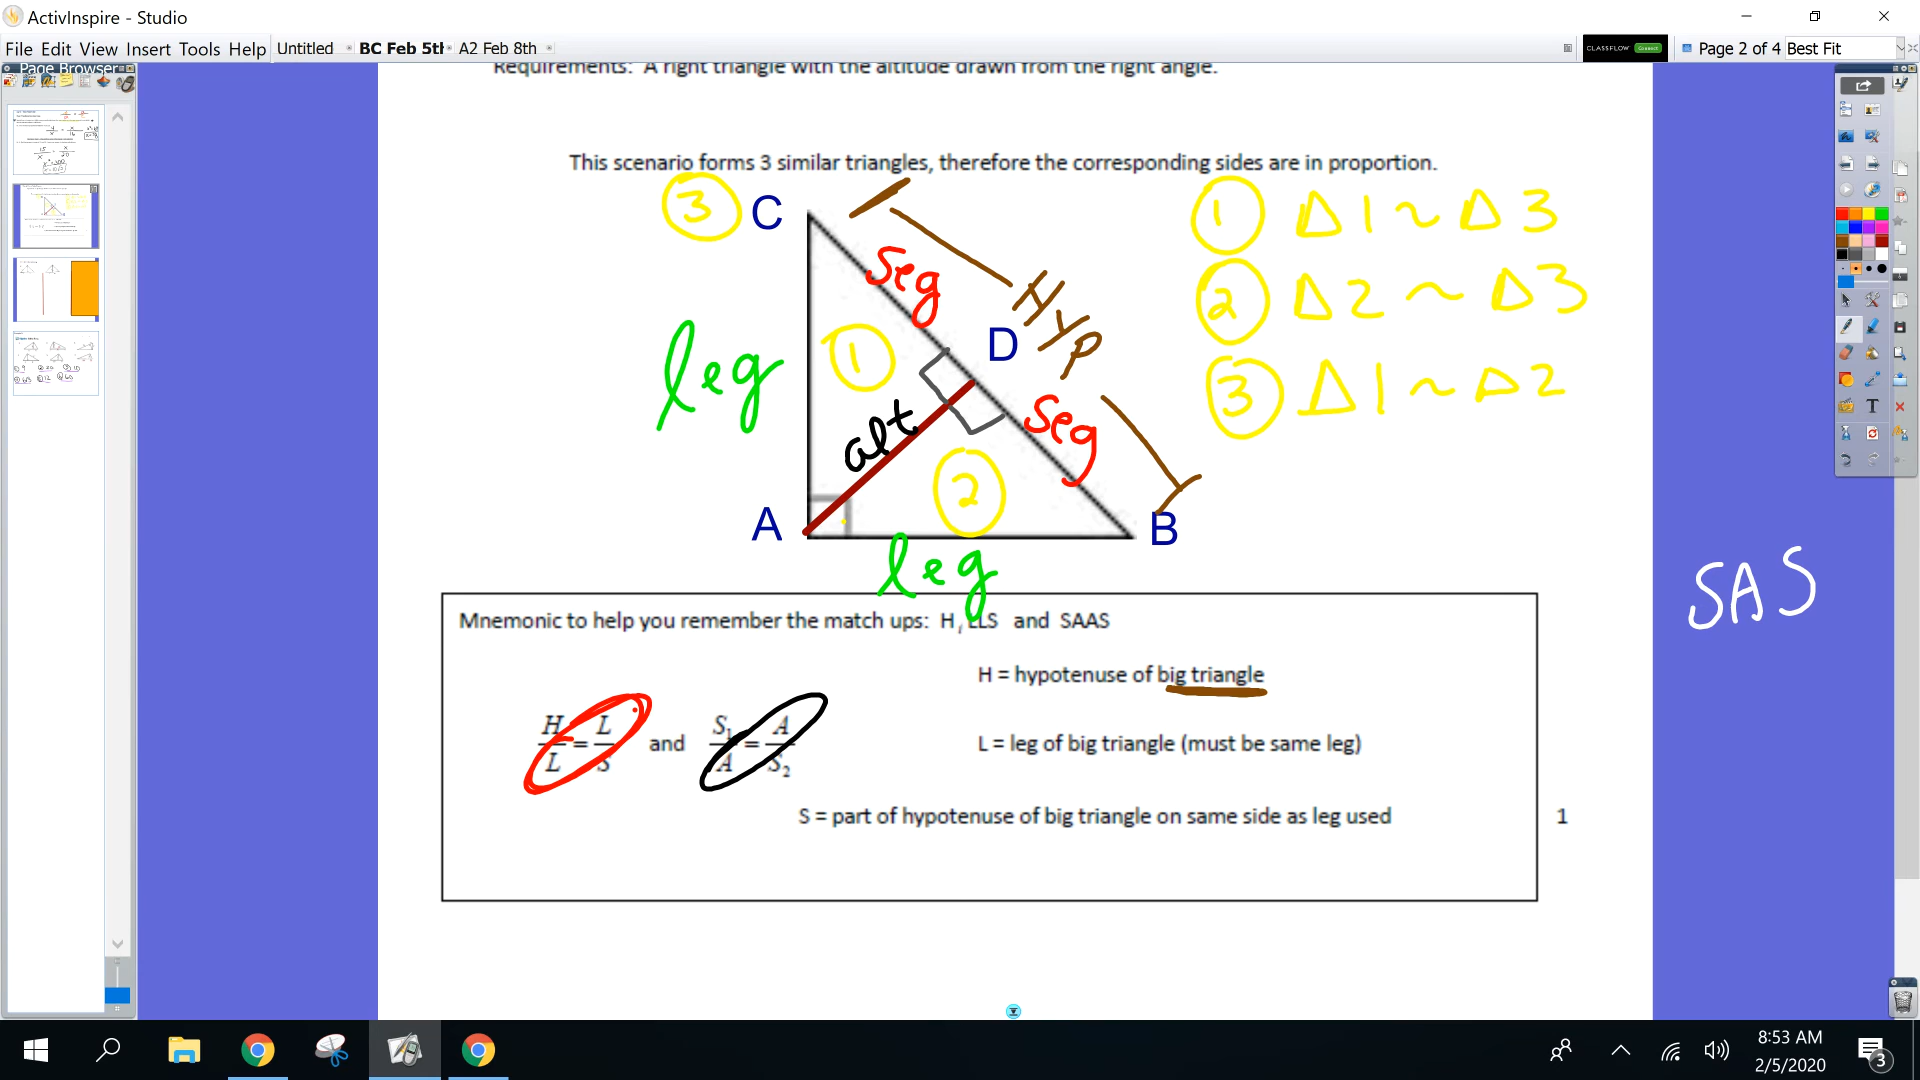 ActivInspire - Studio
File Edit View Insert Tools Help Untitled BC Feb 5th A2 Feb 8th CLASSFLOW Connect Page 2 of 4 Best Fit
Page Browser
Requirements: A right triangle with the altitude drawn from the right angle.
This scenario forms 3 similar triangles, therefore the corresponding sides are in proportion.
3 C
seg
Hyp
D
leg
1
alt
seg
2
A
B
leg
1 Δ1 ~ Δ3
2 Δ2 ~ Δ3
3 Δ1 ~ Δ2
SAS
Mnemonic to help you remember the match ups: H LLS and SAAS
H = hypotenuse of big triangle
H/L = L/S and S₁/A = A/S₂
L = leg of big triangle (must be same leg)
S = part of hypotenuse of big triangle on same side as leg used
1
8:53 AM
2/5/2020
3